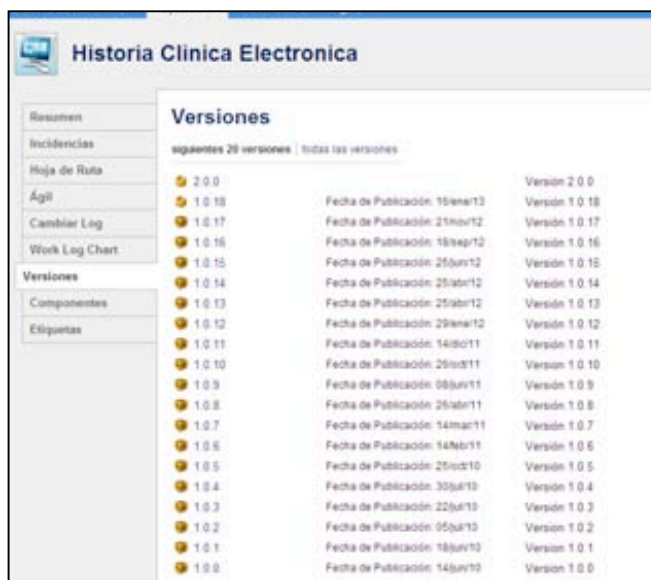 Historia Clinica Electronica
Resumen
Incidencias
Hoja de Ruta
Ágil
Cambiar Log
Work Log Chart
Versiones
Componentes
Etiquetas
Versiones
siguientes 20 versiones | todas las versiones
2.0.0 Versión 2.0.0
1.0.18 Fecha de Publicación: 16/ene/13 Versión 1.0.18
1.0.17 Fecha de Publicación: 21/nov/12 Versión 1.0.17
1.0.16 Fecha de Publicación: 18/sep/12 Versión 1.0.16
1.0.15 Fecha de Publicación: 25/jun/12 Versión 1.0.15
1.0.14 Fecha de Publicación: 25/abr/12 Versión 1.0.14
1.0.13 Fecha de Publicación: 25/abr/12 Versión 1.0.13
1.0.12 Fecha de Publicación: 29/ene/12 Versión 1.0.12
1.0.11 Fecha de Publicación: 14/dic/11 Versión 1.0.11
1.0.10 Fecha de Publicación: 26/oct/11 Version 1.0.10
1.0.9 Fecha de Publicación: 08/jun/11 Versión 1.0.9
1.0.8 Fecha de Publicación: 26/abr/11 Versión 1.0.8
1.0.7 Fecha de Publicación: 14/mar/11 Versión 1.0.7
1.0.6 Fecha de Publicación: 14/feb/11 Versión 1.0.6
1.0.5 Fecha de Publicación: 25/oct/10 Versión 1.0.5
1.0.4 Fecha de Publicación: 30/jul/10 Versión 1.0.4
1.0.3 Fecha de Publicación: 22/jul/10 Versión 1.0.3
1.0.2 Fecha de Publicación: 05/jul/10 Version 1.0.2
1.0.1 Fecha de Publicación: 18/jun/10 Version 1.0.1
1.0.0 Fecha de Publicación: 14/jun/10 Version 1.0.0